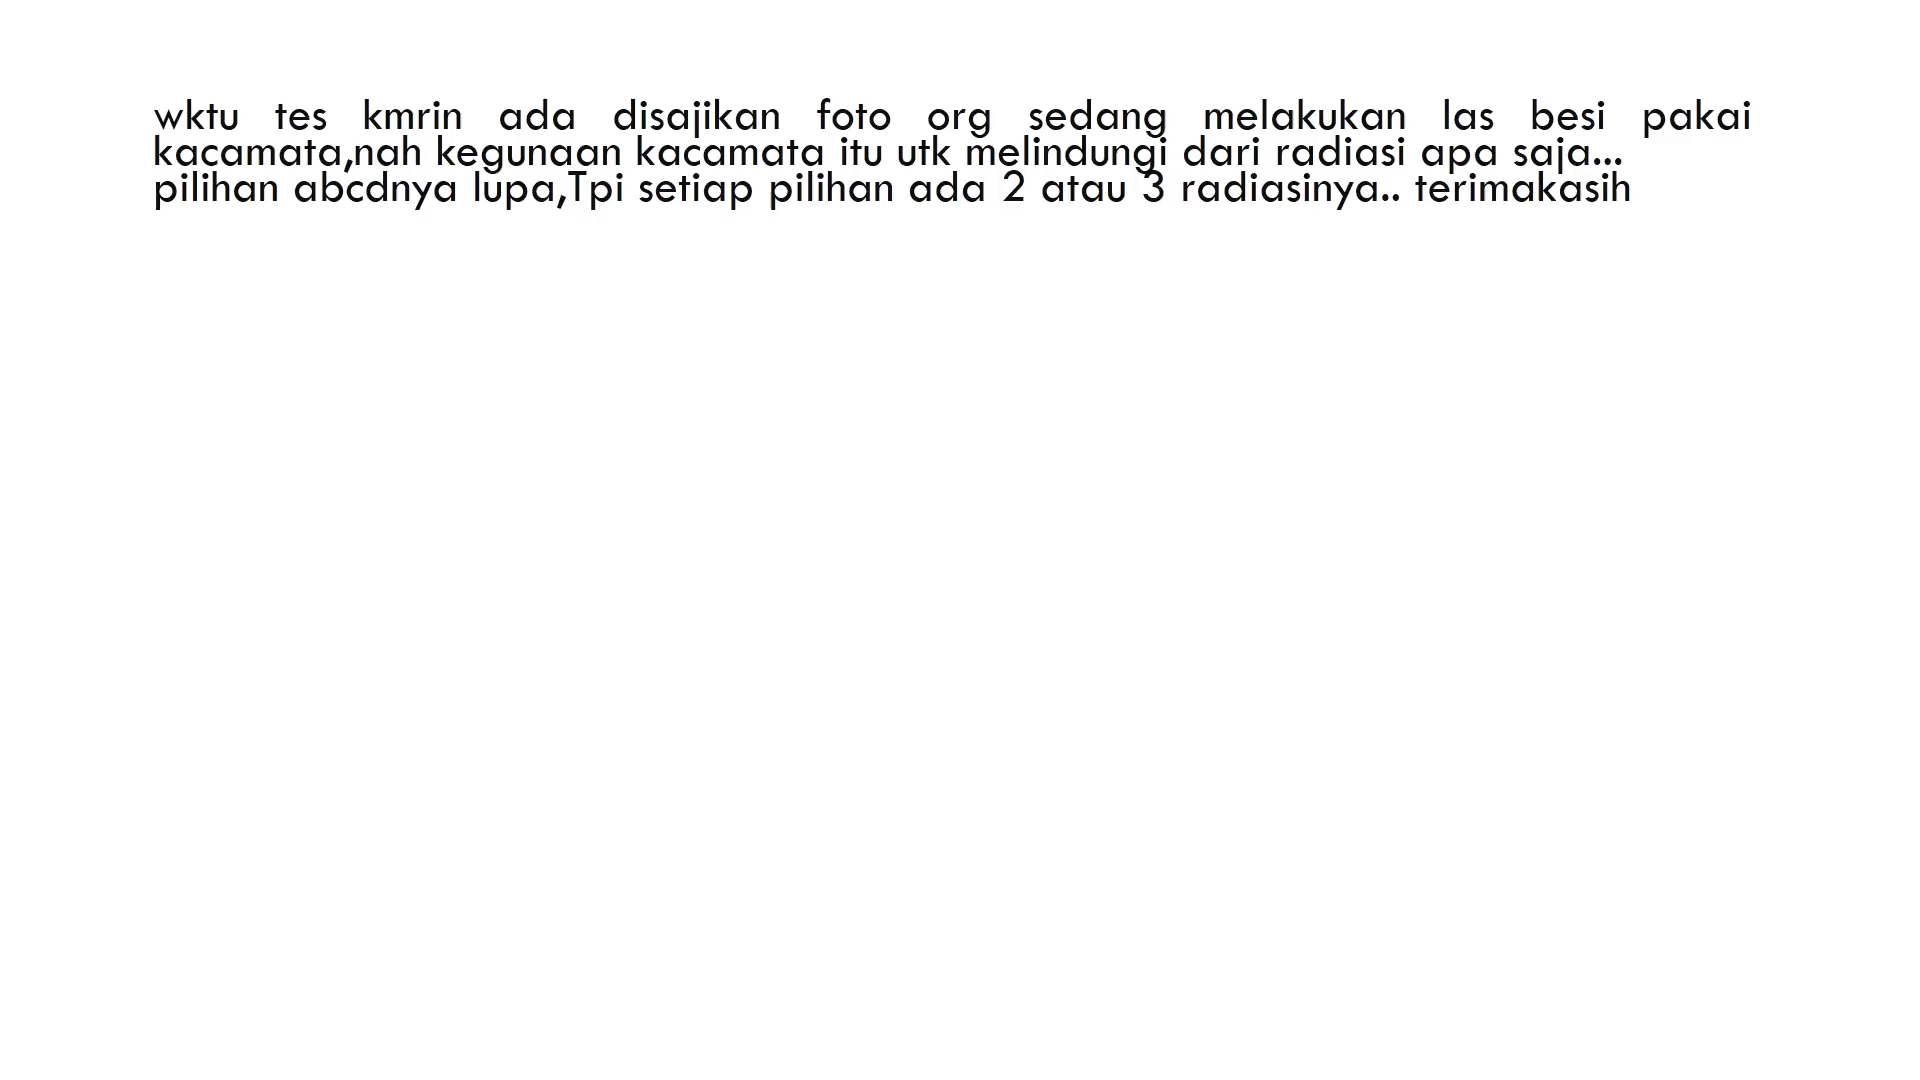 wktu tes kmrin ada disajikan foto org sedang melakukan las besi pakai
kacamata,nah kegunaan kacamata itu utk melindungi dari radiasi apa saja...
pilihan abcdnya lupa,Tpi setiap pilihan ada 2 atau 3 radiasinya.. terimakasih